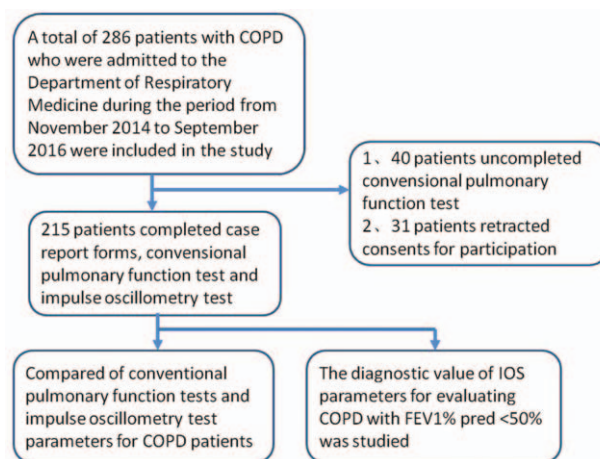 A total of 286 patients with COPD
who were admitted to the
Department of Respiratory
Medicine during the period from
November 2014 to September
2016 were included in the study
1、40 patients uncompleted
conventional pulmonary
function test
2、31 patients retracted
consents for participation
215 patients completed case
report forms, conventional
pulmonary function test and
impulse oscillometry test
Compared of conventional
pulmonary function tests and
impulse oscillometry test
parameters for COPD patients
The diagnostic value of IOS
parameters for evaluating
COPD with FEV1% pred <50%
was studied